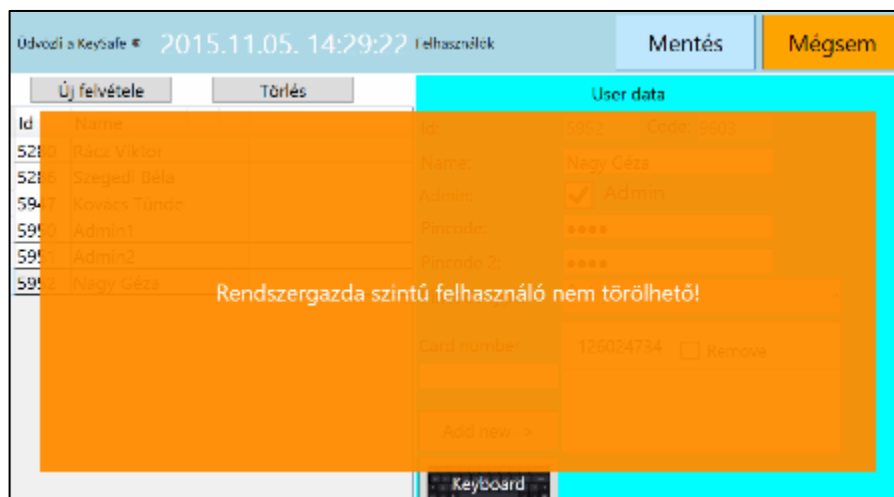 Üdvözli a KeySafe 2015.11.05. 14:29:22 Felhasználók Mentés Mégsem
Új felvétele Törlés User data
Id Name Id: 5952 Code: 9603
5280 Rácz Viktor Name: Nagy Géza
5286 Szegedi Béla Admin: Admin
5947 Kovács Tünde Pincode:
5950 Admin1 Pincode 2:
5951 Admin2
5952 Nagy Géza
Rendszergazda szintű felhasználó nem törölhető!
Card number 126024734 Remove
Add new >
Keyboard